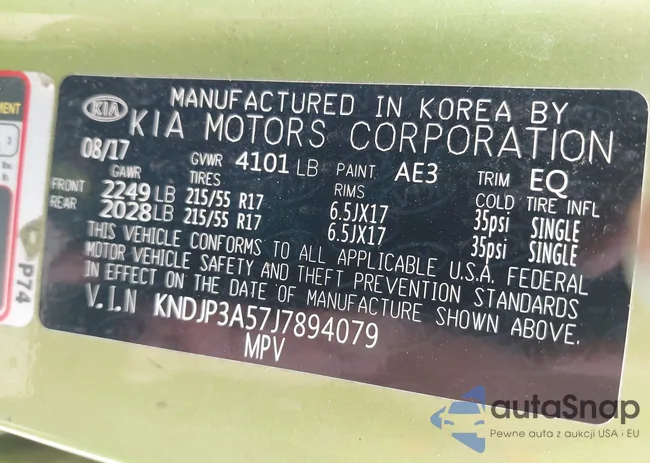 MENT
P74
KIA
MANUFACTURED IN KOREA BY
KIA MOTORS CORPORATION
08/17 GVWR 4101 LB PAINT AE3 TRIM EQ
GAWR TIRES RIMS COLD TIRE INFL
FRONT 2249 LB 215/55 R17 6.5JX17 35psi SINGLE
REAR 2028 LB 215/55 R17 6.5JX17 35psi SINGLE
THIS VEHICLE CONFORMS TO ALL APPLICABLE U.S.A. FEDERAL
MOTOR VEHICLE SAFETY AND THEFT PREVENTION STANDARDS
IN EFFECT ON THE DATE OF MANUFACTURE SHOWN ABOVE.
V.I.N KNDJP3A57J7894079
MPV
autaSnap
Pewne auta z aukcji USA i EU